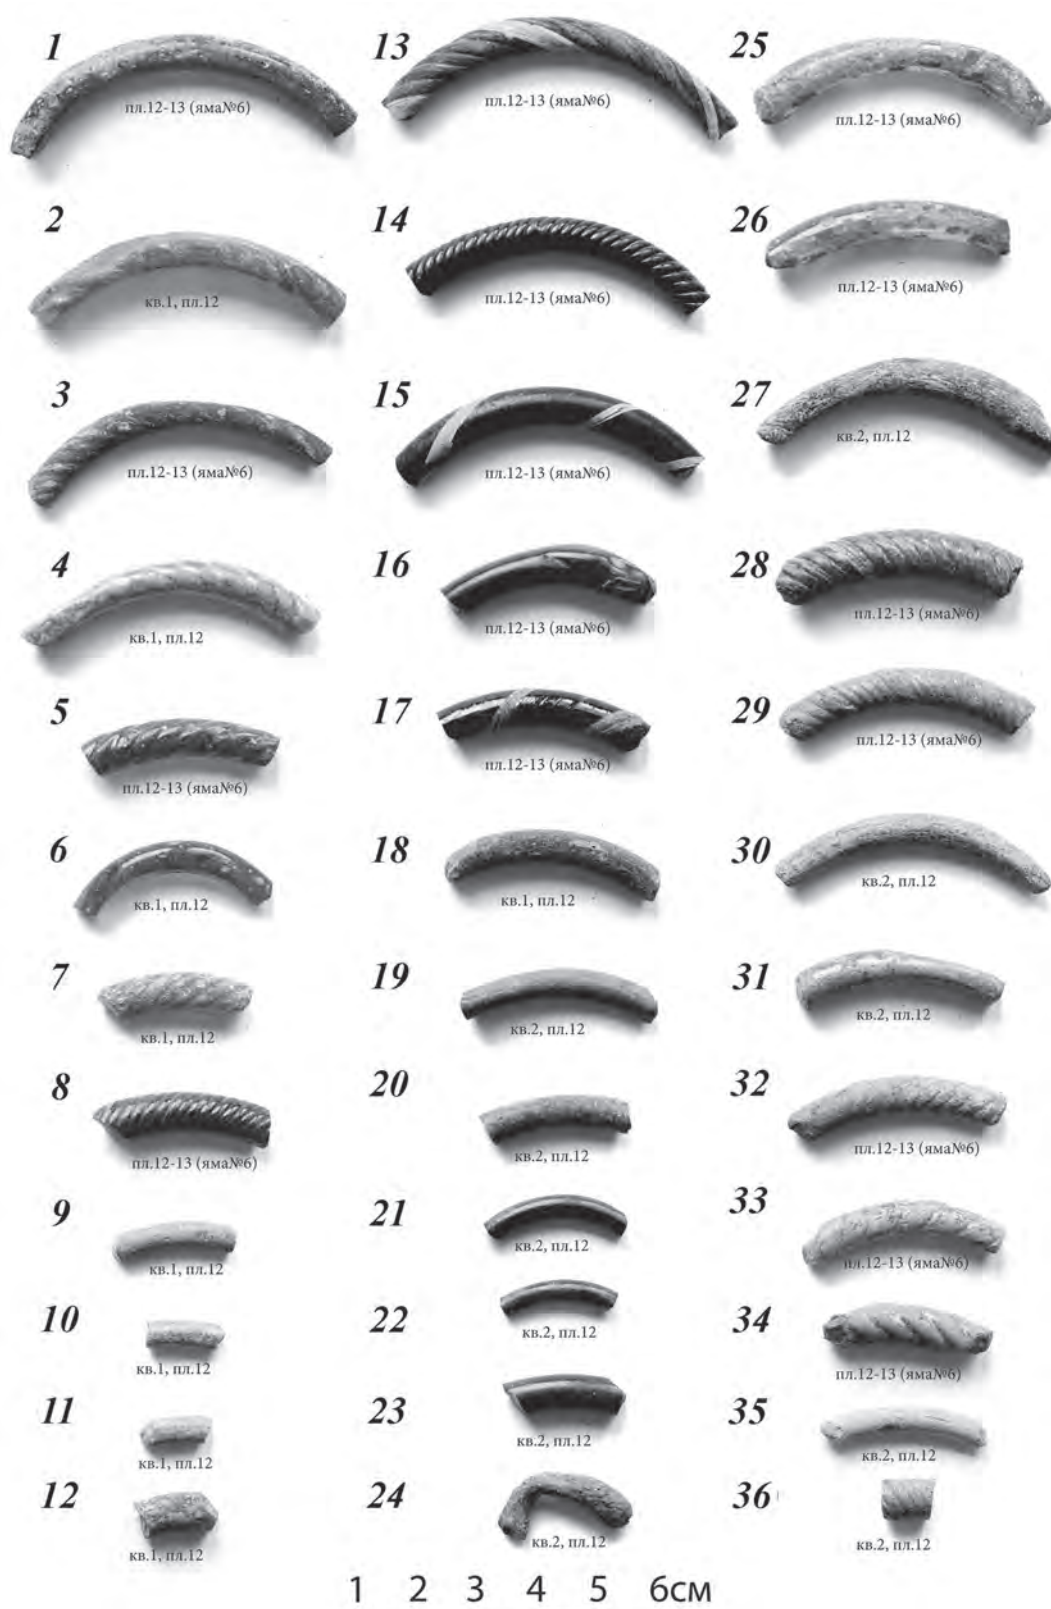 1
пл.12-13 (яма№6)
2
кв.1, пл.12
3
пл.12-13 (яма№6)
4
кв.1, пл.12
5
пл.12-13 (яма№6)
6
кв.1, пл.12
7
кв.1, пл.12
8
пл.12-13 (яма№6)
9
кв.1, пл.12
10
кв.1, пл.12
11
кв.1, пл.12
12
кв.1, пл.12
13
пл.12-13 (яма№6)
14
пл.12-13 (яма№6)
15
пл.12-13 (яма№6)
16
пл.12-13 (яма№6)
17
пл.12-13 (яма№6)
18
кв.1, пл.12
19
кв.2, пл.12
20
кв.2, пл.12
21
кв.2, пл.12
22
кв.2, пл.12
23
кв.2, пл.12
24
кв.2, пл.12
25
пл.12-13 (яма№6)
26
пл.12-13 (яма№6)
27
кв.2, пл.12
28
пл.12-13 (яма№6)
29
пл.12-13 (яма№6)
30
кв.2, пл.12
31
кв.2, пл.12
32
пл.12-13 (яма№6)
33
пл.12-13 (яма№6)
34
пл.12-13 (яма№6)
35
кв.2, пл.12
36
кв.2, пл.12
1 2 3 4 5 6см